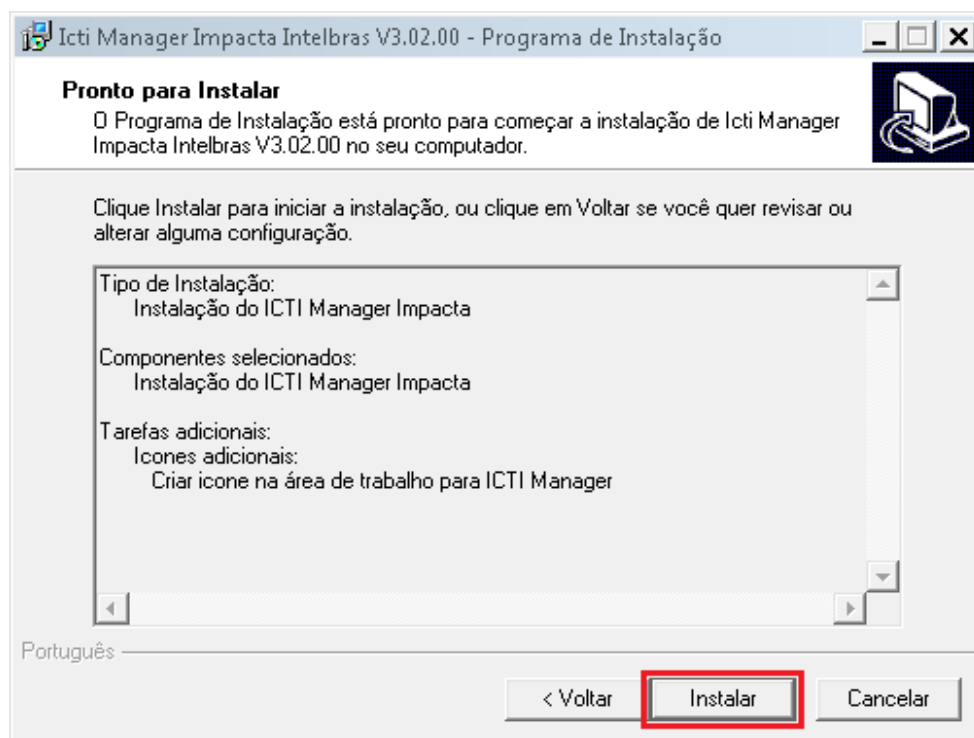 Icti Manager Impacta Intelbras V3.02.00 - Programa de Instalação
Pronto para Instalar
O Programa de Instalação está pronto para começar a instalação de Icti Manager
Impacta Intelbras V3.02.00 no seu computador.
Clique Instalar para iniciar a instalação, ou clique em Voltar se você quer revisar ou
alterar alguma configuração.
Tipo de Instalação:
Instalação do ICTI Manager Impacta
Componentes selecionados:
Instalação do ICTI Manager Impacta
Tarefas adicionais:
Icones adicionais:
Criar icone na área de trabalho para ICTI Manager
Português
< Voltar
Instalar
Cancelar